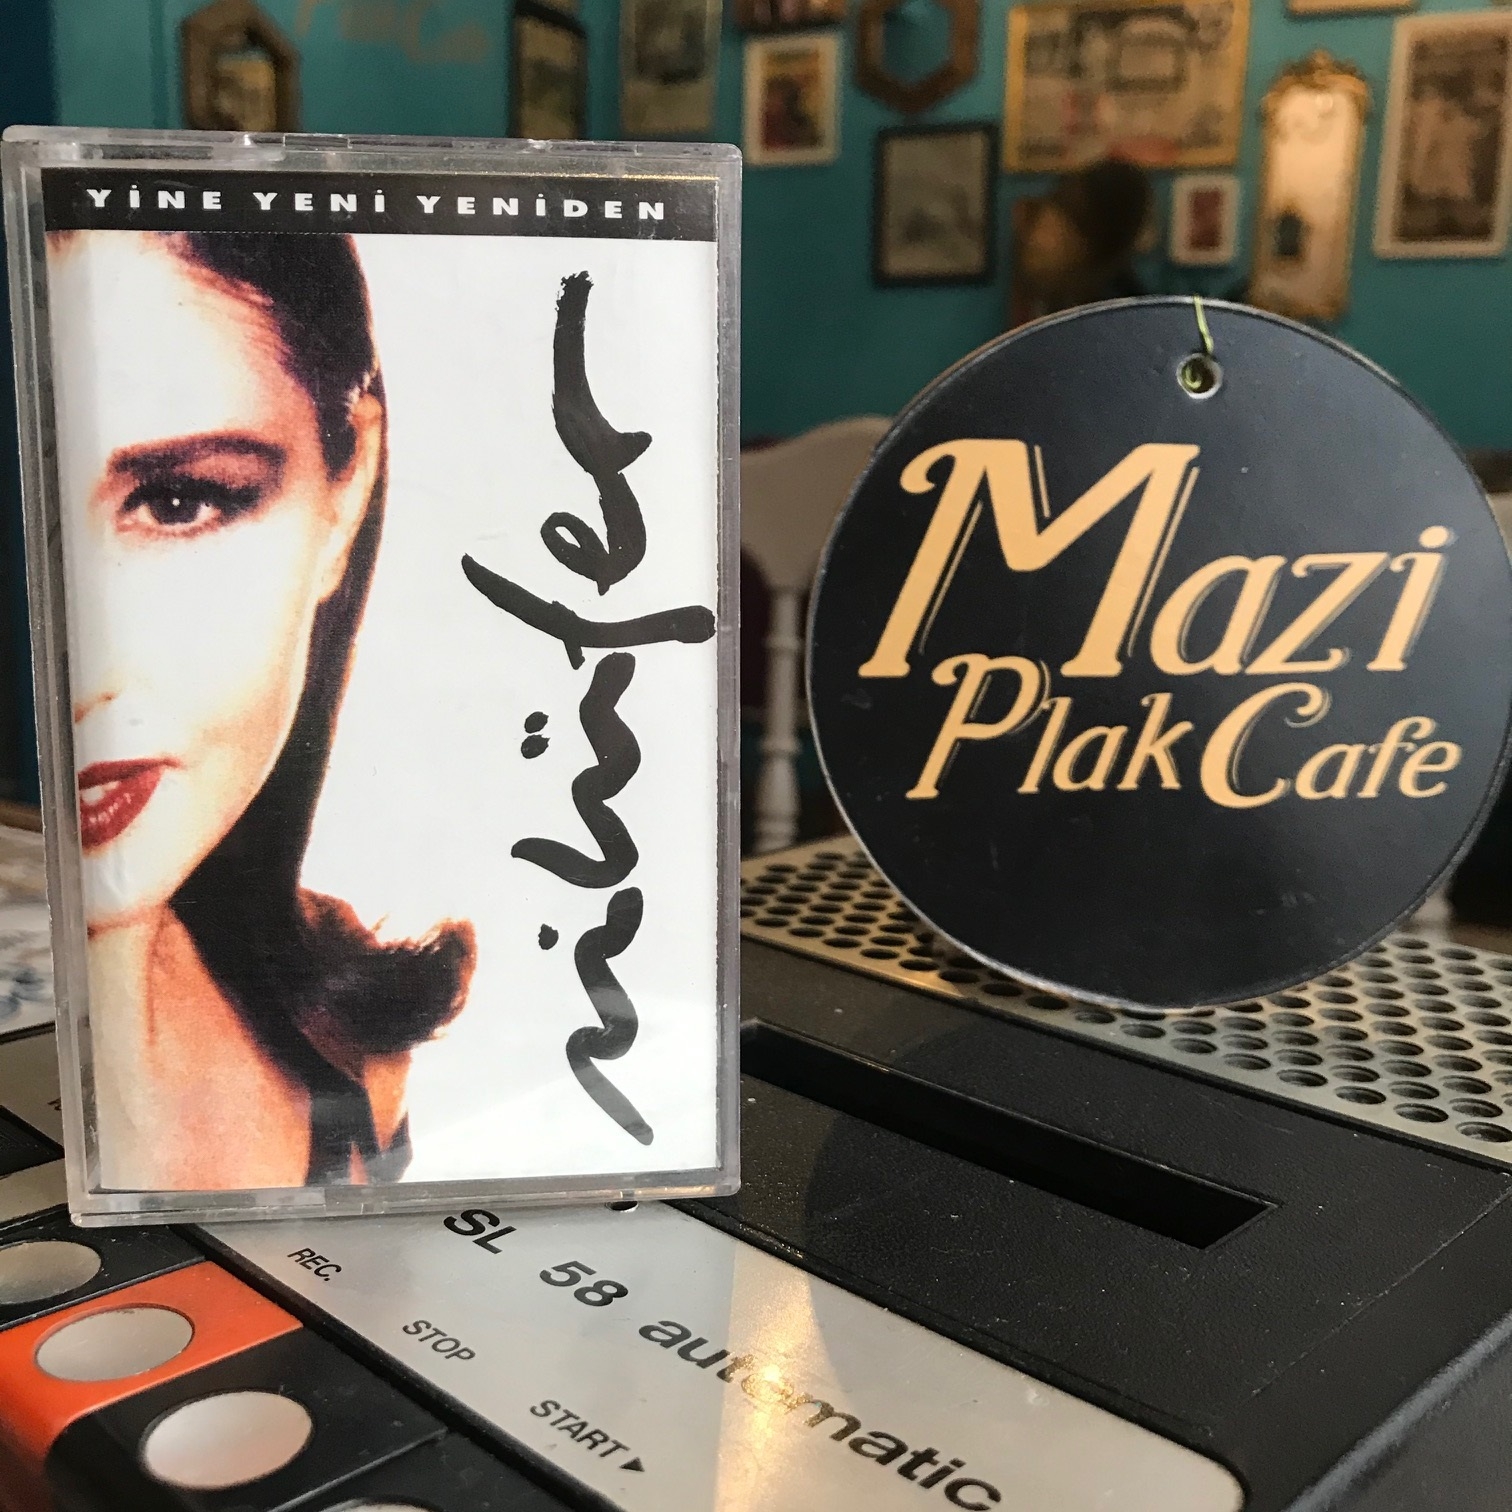 YİNE YENİ YENİDEN
nilüfer
Mazi
Plak Cafe
SL 58 automatic
REC.
STOP
START